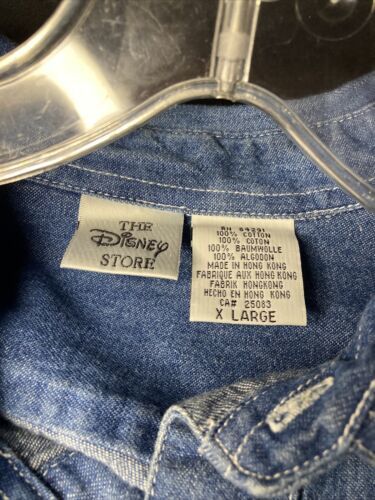 THE
DISNEY
STORE
RN 64291
100% COTTON
100% COTON
100% BAUMWOLLE
100% ALGODON
MADE IN HONG KONG
FABRIQUE AUX HONG KONG
FABRIK HONGKONG
HECHO EN HONG KONG
CA# 25083
X LARGE